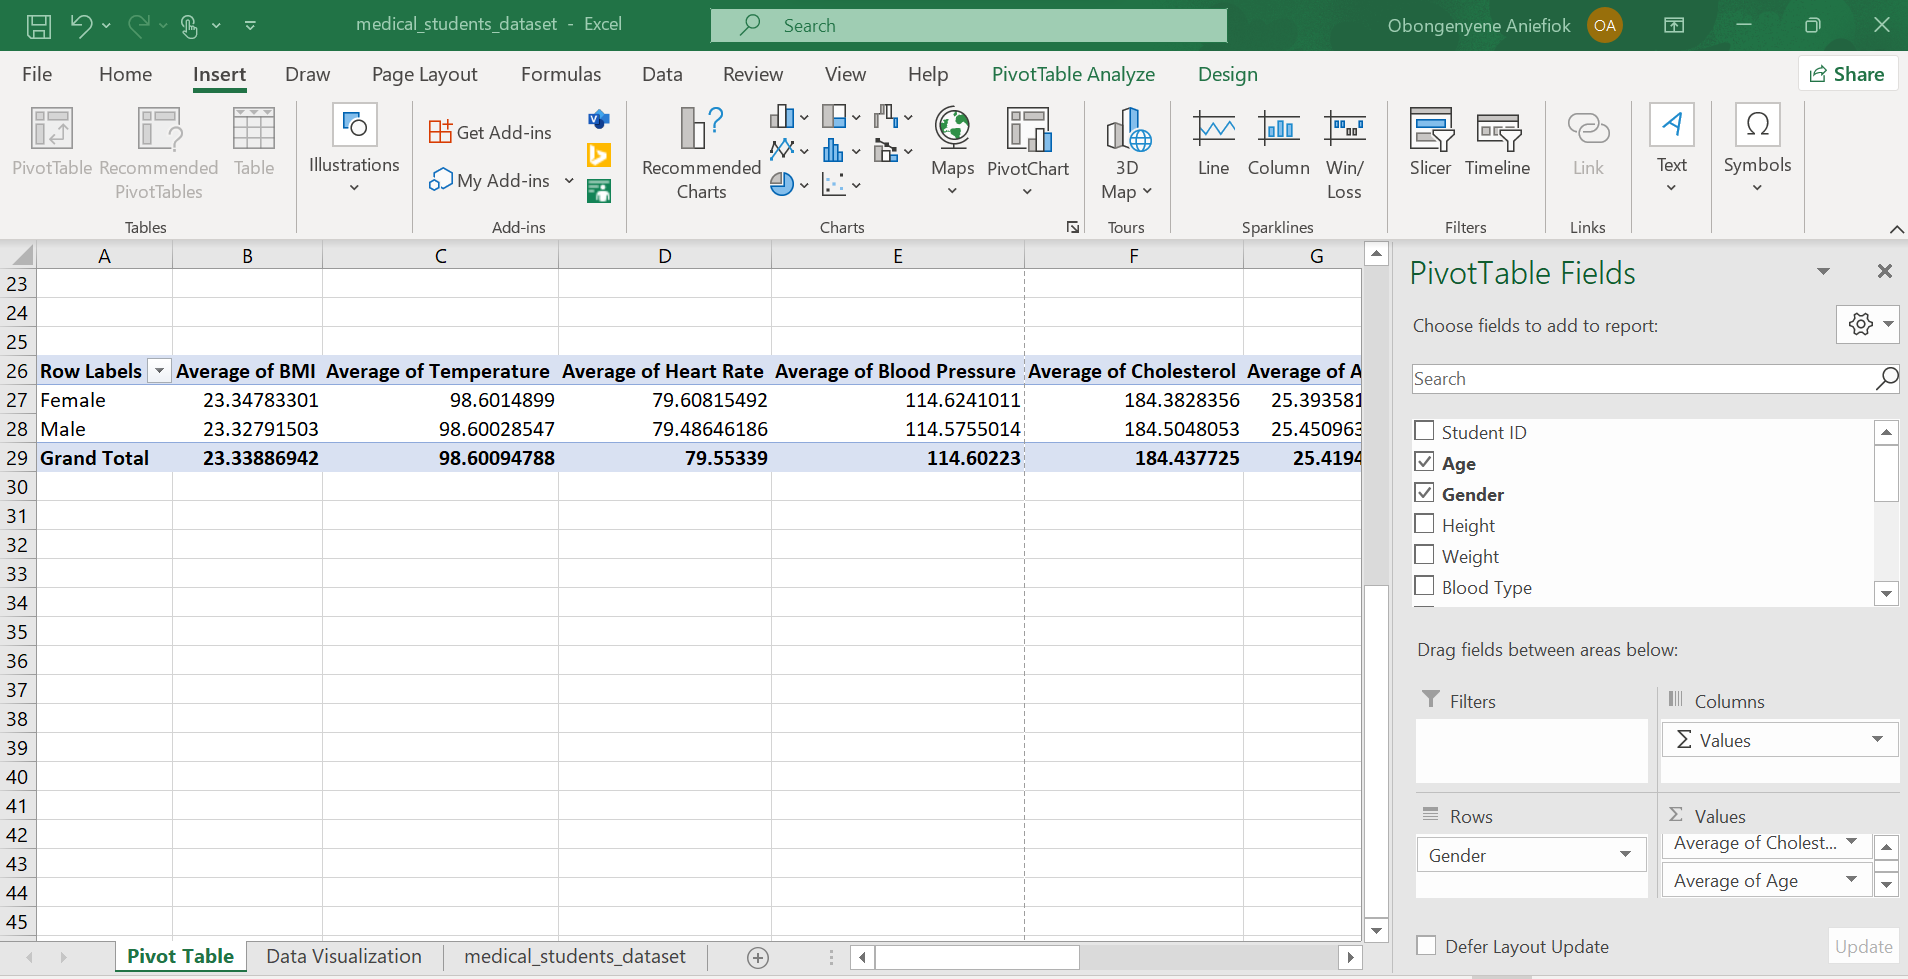 medical_students_dataset - Excel
Search
Obongenyene Aniefiok
OA
File Home Insert Draw Page Layout Formulas Data Review View Help PivotTable Analyze Design
Share
PivotTable
Recommended
PivotTables
Table
Tables
Illustrations
Get Add-ins
My Add-ins
Add-ins
Recommended
Charts
Maps
PivotChart
Charts
3D
Map
Tours
Line
Column
Win/
Loss
Sparklines
Slicer
Timeline
Filters
Link
Links
Text
Symbols
A B C D E F G
23
24
25
26 Row Labels Average of BMI Average of Temperature Average of Heart Rate Average of Blood Pressure Average of Cholesterol Average of A
27 Female 23.34783301 98.6014899 79.60815492 114.6241011 184.3828356 25.393581
28 Male 23.32791503 98.60028547 79.48646186 114.5755014 184.5048053 25.450963
29 Grand Total 23.33886942 98.60094788 79.55339 114.60223 184.437725 25.4194
30
31
32
33
34
35
36
37
38
39
40
41
42
43
44
45
PivotTable Fields
Choose fields to add to report:
Search
Student ID
Age
Gender
Height
Weight
Blood Type
Drag fields between areas below:
Filters
Columns
Σ Values
Rows
Gender
Σ Values
Average of Cholest...
Average of Age
Defer Layout Update
Update
Pivot Table Data Visualization medical_students_dataset